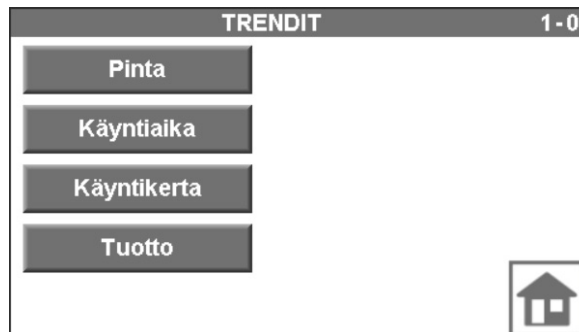 TRENDIT 1-0
Pinta
Käyntiaika
Käyntikerta
Tuotto